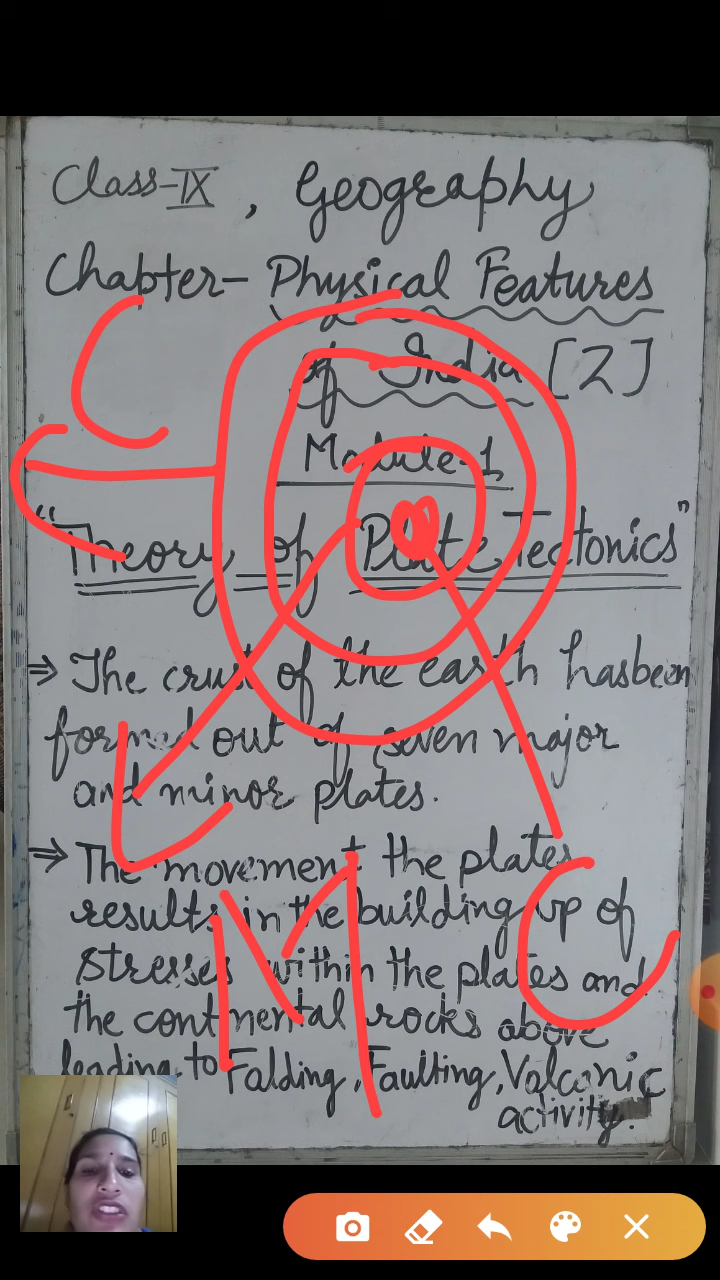 Class-IX, Geography
Chapter- Physical Features
of India [2]
Module-1
"Theory of Plate Tectonics"
⇒ The crust of the earth hasbeen
formed out of seven major
and minor plates.
⇒ The movement the plates
results in the building up of
stresses within the plates and
the continental rocks above
leading to Falding, Faulting, Valconic
activity.
C
M
C